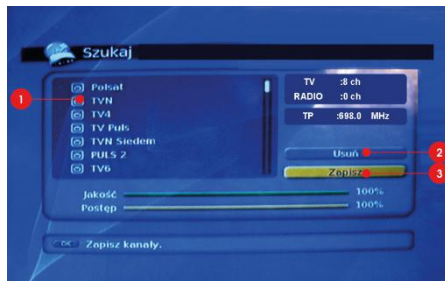 Szukaj
Polsat
TVN
TV4
TV Puls
TVN Siedem
PULS 2
TV6
TV :8 ch
RADIO :0 ch
TP :698.0 MHz
Usuń
Zapisz
Jakość 100%
Postęp 100%
OK Zapisz kanały.
1
2
3